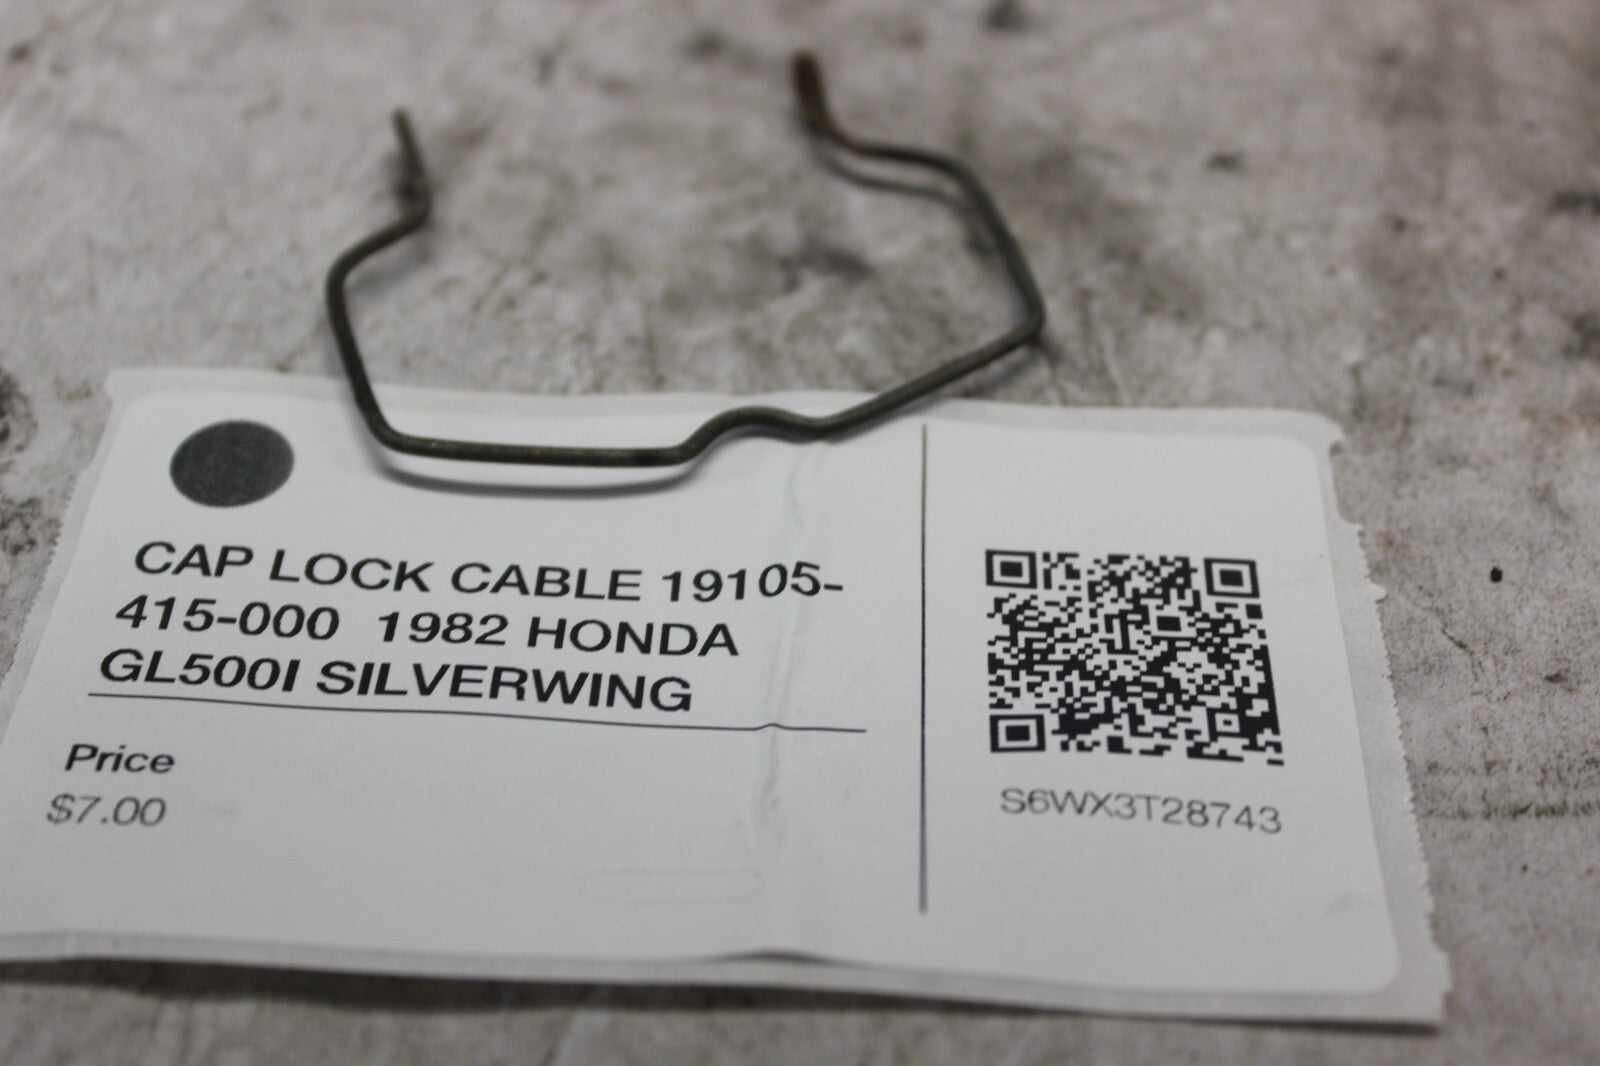 CAP LOCK CABLE 19105-
415-000 1982 HONDA
GL500I SILVERWING
Price
$7.00
S6WX3T28743